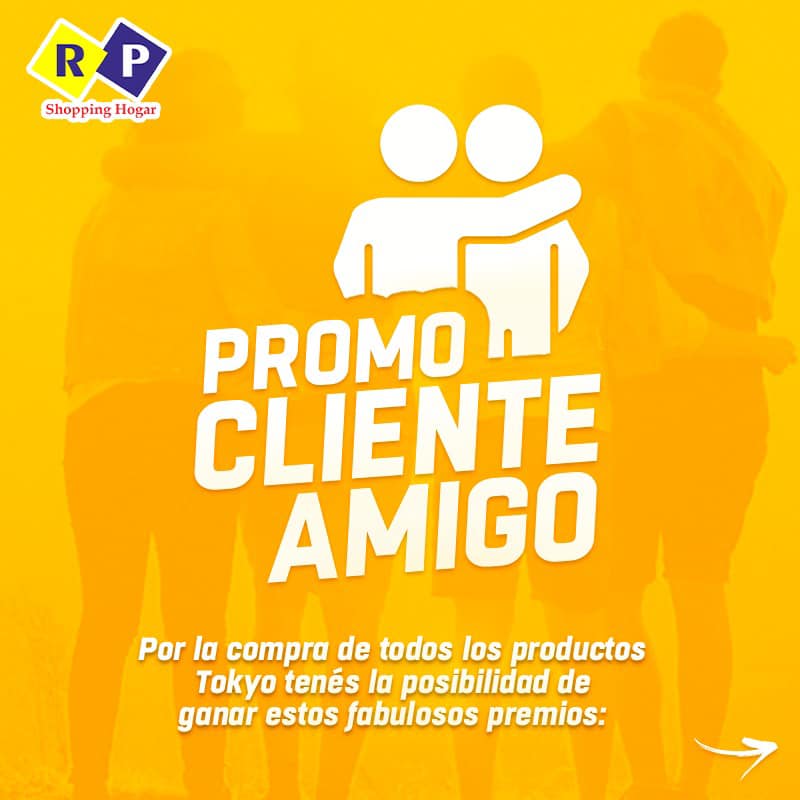 R P
Shopping Hogar
PROMO
CLIENTE
AMIGO
Por la compra de todos los productos
Tokyo tenés la posibilidad de
ganar estos fabulosos premios: